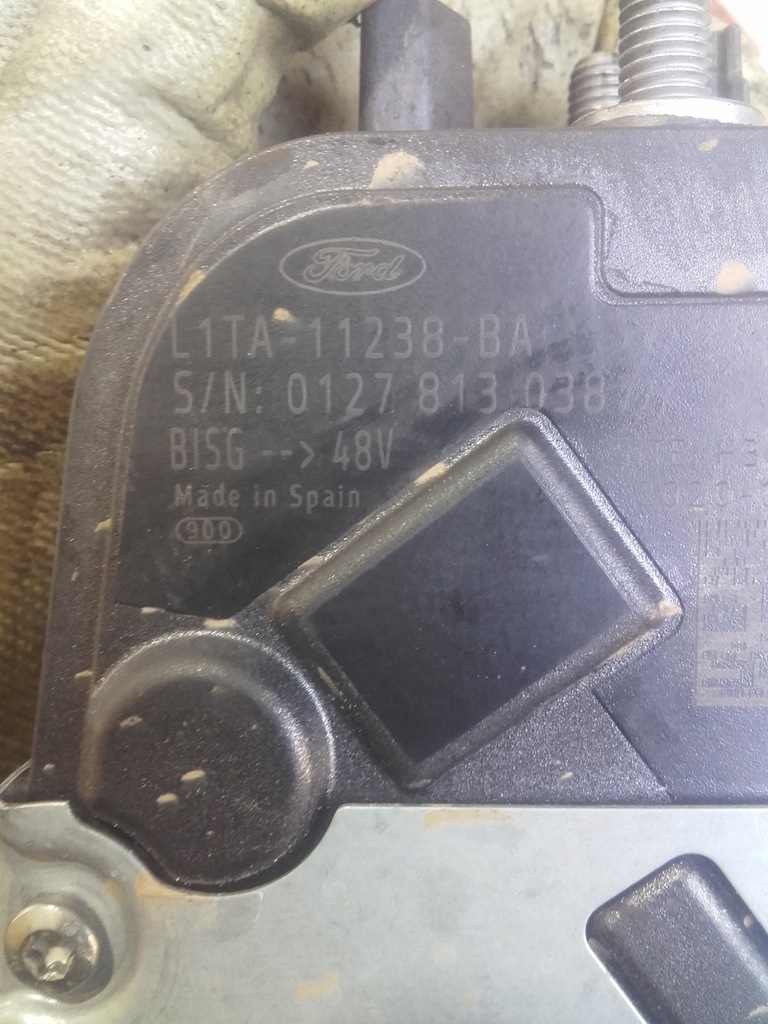 Ford
L1TA-11238-BA
S/N: 0127 813 038
BISG --> 48V
Made in Spain
900